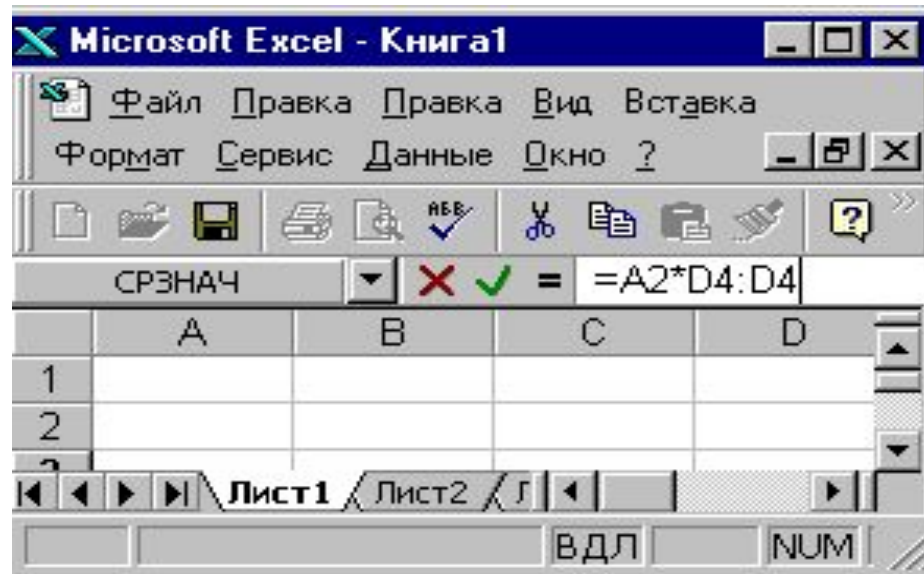 Microsoft Excel - Книга1
Файл Правка Правка Вид Вставка
Формат Сервис Данные Окно ?
АБВ ?
СРЗНАЧ = =A2*D4:D4
A B C D
1
2
Лист1 Лист2
ВДЛ NUM